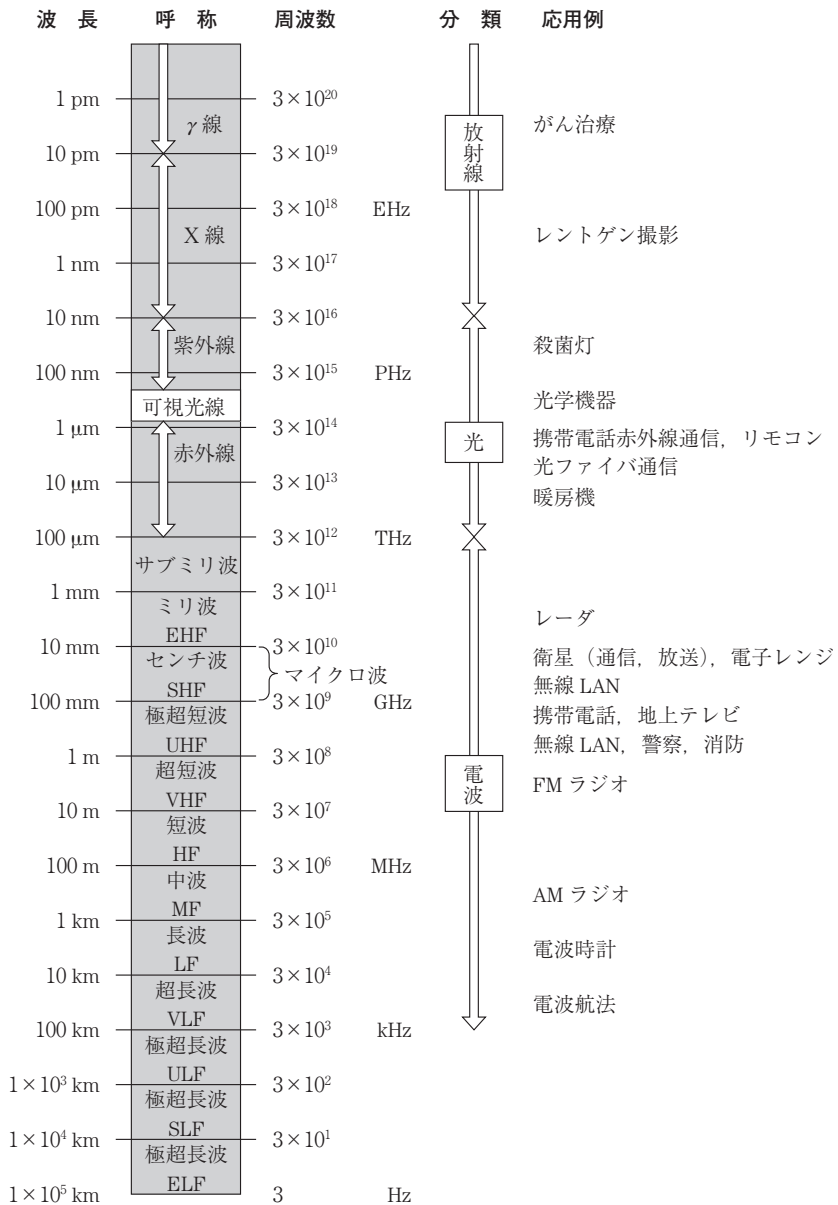 波 長 呼 称 周波数 分 類 応用例
1 pm 3×10²⁰
γ 線 放射線 がん治療
10 pm 3×10¹⁹
100 pm 3×10¹⁸ EHz
X 線 レントゲン撮影
1 nm 3×10¹⁷
10 nm 3×10¹⁶
紫外線 殺菌灯
100 nm 3×10¹⁵ PHz
可視光線 光学機器
1 μm 3×10¹⁴
赤外線 光 携帯電話赤外線通信,リモコン
光ファイバ通信
10 μm 3×10¹³ 暖房機
100 μm 3×10¹² THz
サブミリ波
1 mm 3×10¹¹
ミリ波 レーダ
EHF
10 mm 3×10¹⁰
センチ波 マイクロ波 衛星(通信,放送),電子レンジ
SHF 無線 LAN
100 mm 3×10⁹ GHz
極超短波 携帯電話,地上テレビ
UHF 無線 LAN,警察,消防
1 m 3×10⁸
超短波 電波 FM ラジオ
VHF
10 m 3×10⁷
短波
HF
100 m 3×10⁶ MHz
中波 AM ラジオ
MF
1 km 3×10⁵
長波 電波時計
LF
10 km 3×10⁴
超長波 電波航法
VLF
100 km 3×10³ kHz
極超長波
ULF
1×10³ km 3×10²
極超長波
SLF
1×10⁴ km 3×10¹
極超長波
ELF
1×10⁵ km 3 Hz